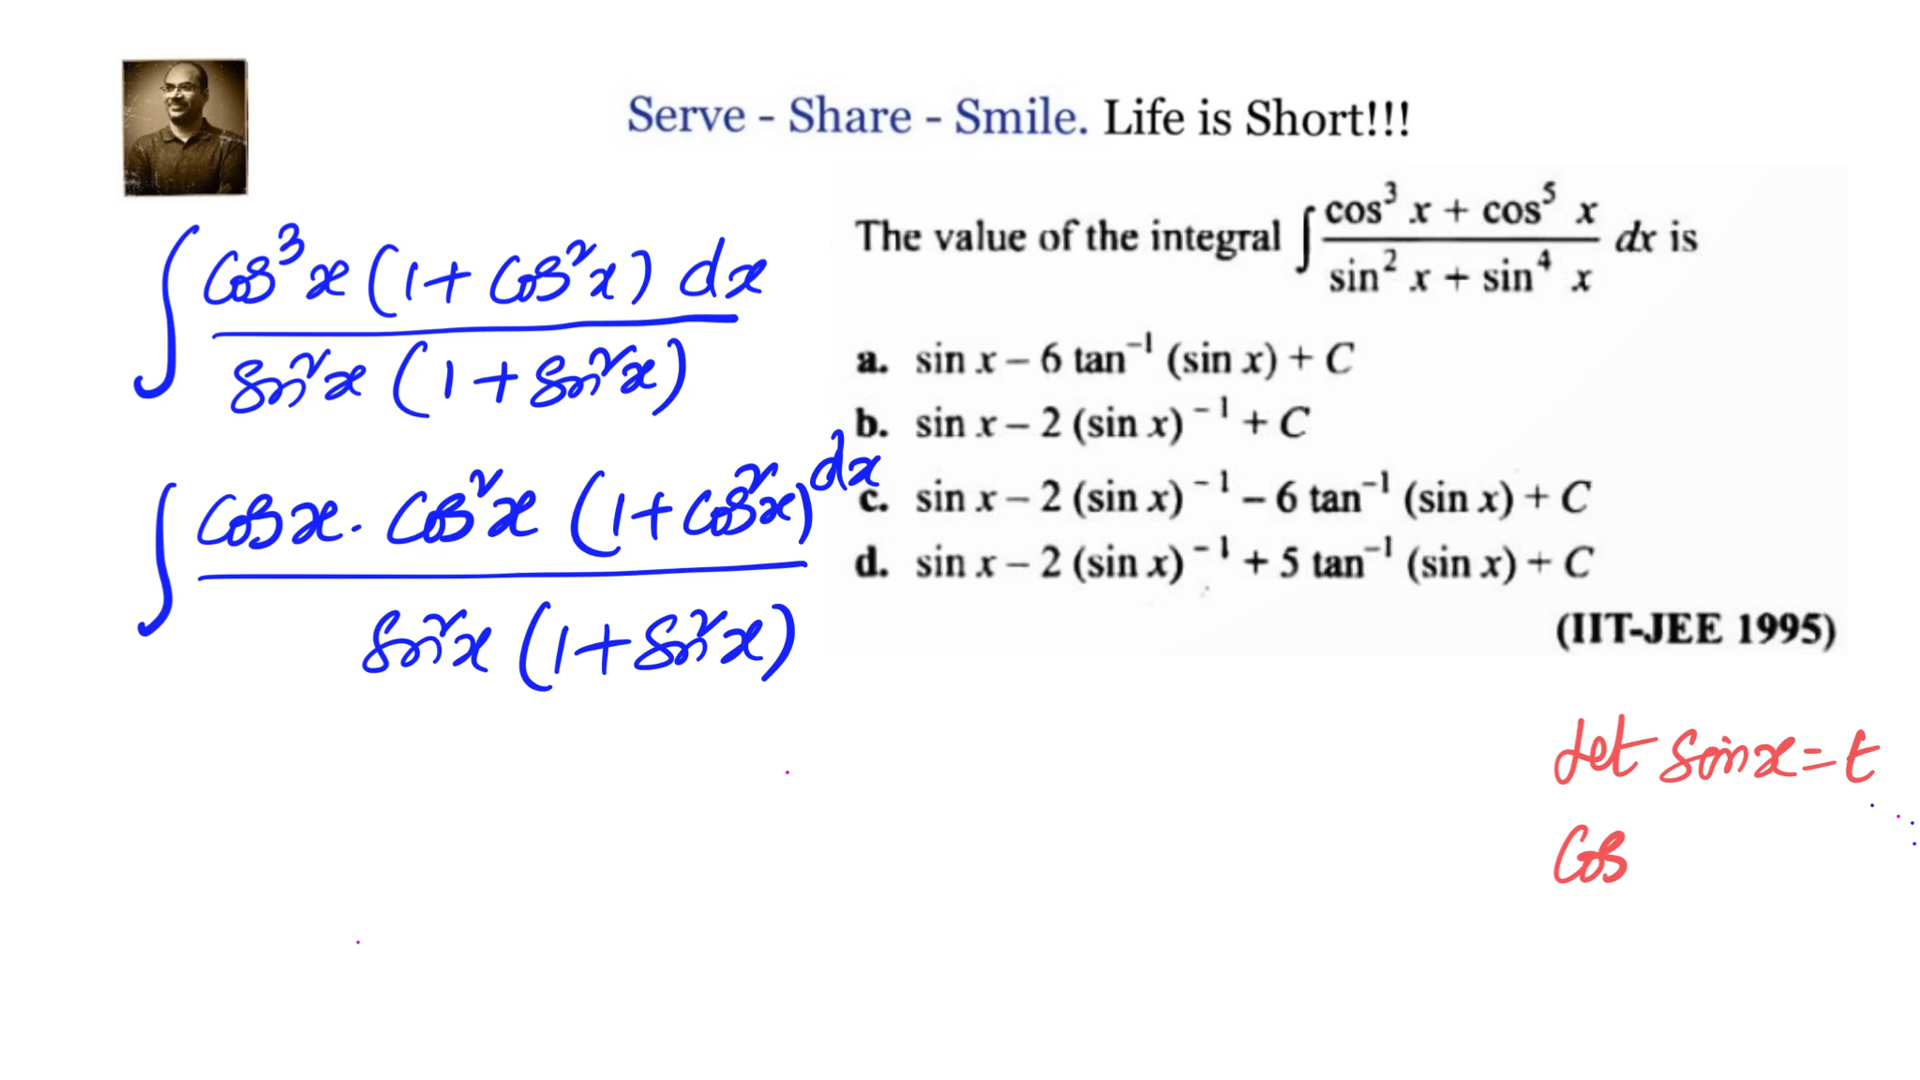 Serve - Share - Smile. Life is Short!!!
The value of the integral ∫ (cos³ x + cos⁵ x)/(sin² x + sin⁴ x) dx is
a. sin x – 6 tan⁻¹ (sin x) + C
b. sin x – 2 (sin x)⁻¹ + C
c. sin x – 2 (sin x)⁻¹ – 6 tan⁻¹ (sin x) + C
d. sin x – 2 (sin x)⁻¹ + 5 tan⁻¹ (sin x) + C
(IIT-JEE 1995)
∫ Cos³x (1 + Cos²x) dx
Sin²x (1 + Sin²x)
∫ Cos x . Cos²x (1 + Cos²x) dx
Sin²x (1 + Sin²x)
Let Sin x = t
Cos